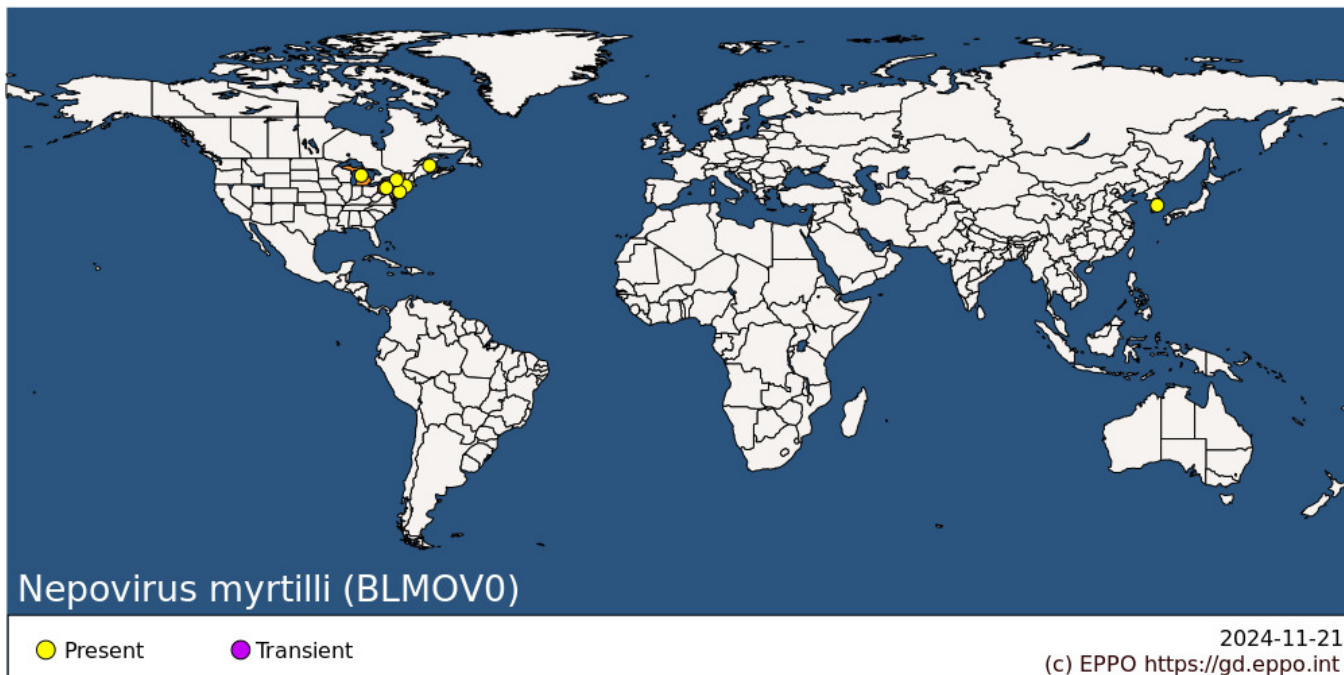 Nepovirus myrtilli (BLMOV0)
Present
Transient
2024-11-21
(c) EPPO https://gd.eppo.int